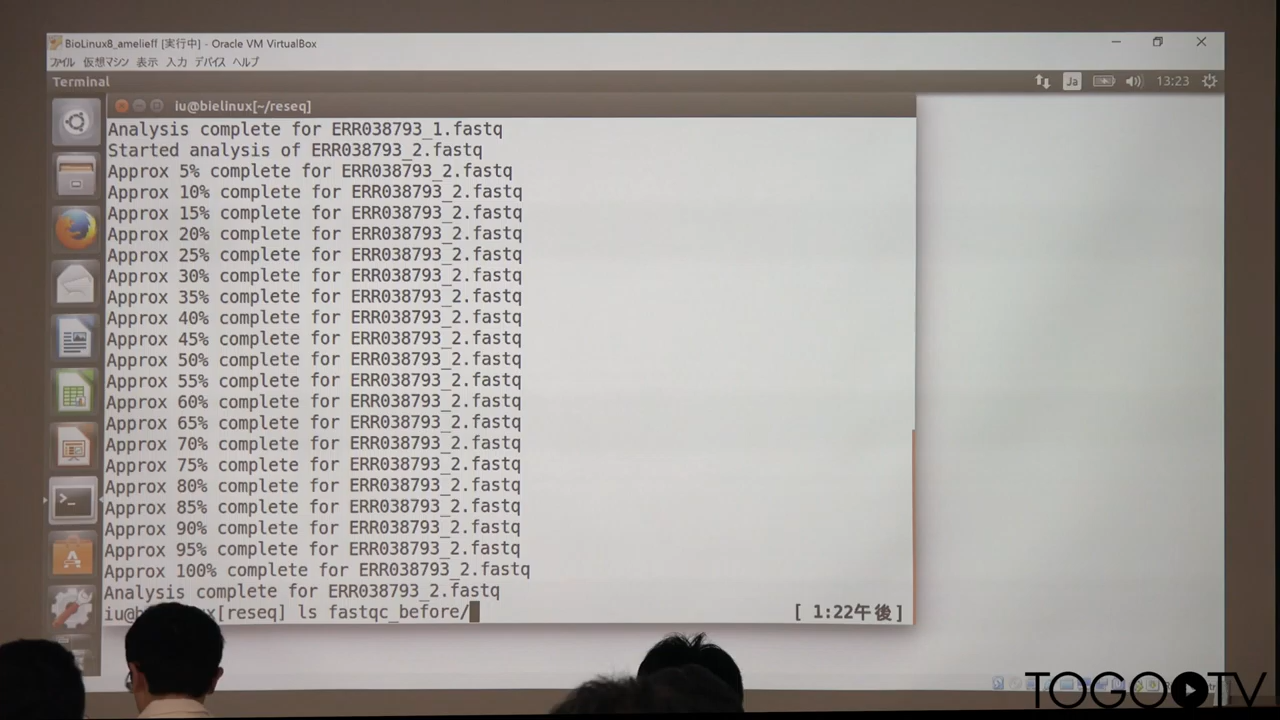 BioLinux8_amelieff [実行中] - Oracle VM VirtualBox
ファイル 仮想マシン 表示 入力 デバイス ヘルプ
Terminal
Ja
13:23
iu@bielinux[~/reseq]
Analysis complete for ERR038793_1.fastq
Started analysis of ERR038793_2.fastq
Approx 5% complete for ERR038793_2.fastq
Approx 10% complete for ERR038793_2.fastq
Approx 15% complete for ERR038793_2.fastq
Approx 20% complete for ERR038793_2.fastq
Approx 25% complete for ERR038793_2.fastq
Approx 30% complete for ERR038793_2.fastq
Approx 35% complete for ERR038793_2.fastq
Approx 40% complete for ERR038793_2.fastq
Approx 45% complete for ERR038793_2.fastq
Approx 50% complete for ERR038793_2.fastq
Approx 55% complete for ERR038793_2.fastq
Approx 60% complete for ERR038793_2.fastq
Approx 65% complete for ERR038793_2.fastq
Approx 70% complete for ERR038793_2.fastq
Approx 75% complete for ERR038793_2.fastq
Approx 80% complete for ERR038793_2.fastq
Approx 85% complete for ERR038793_2.fastq
Approx 90% complete for ERR038793_2.fastq
Approx 95% complete for ERR038793_2.fastq
Approx 100% complete for ERR038793_2.fastq
Analysis complete for ERR038793_2.fastq
ls fastqc_before/ [ 1:22午後]
TOGO TV